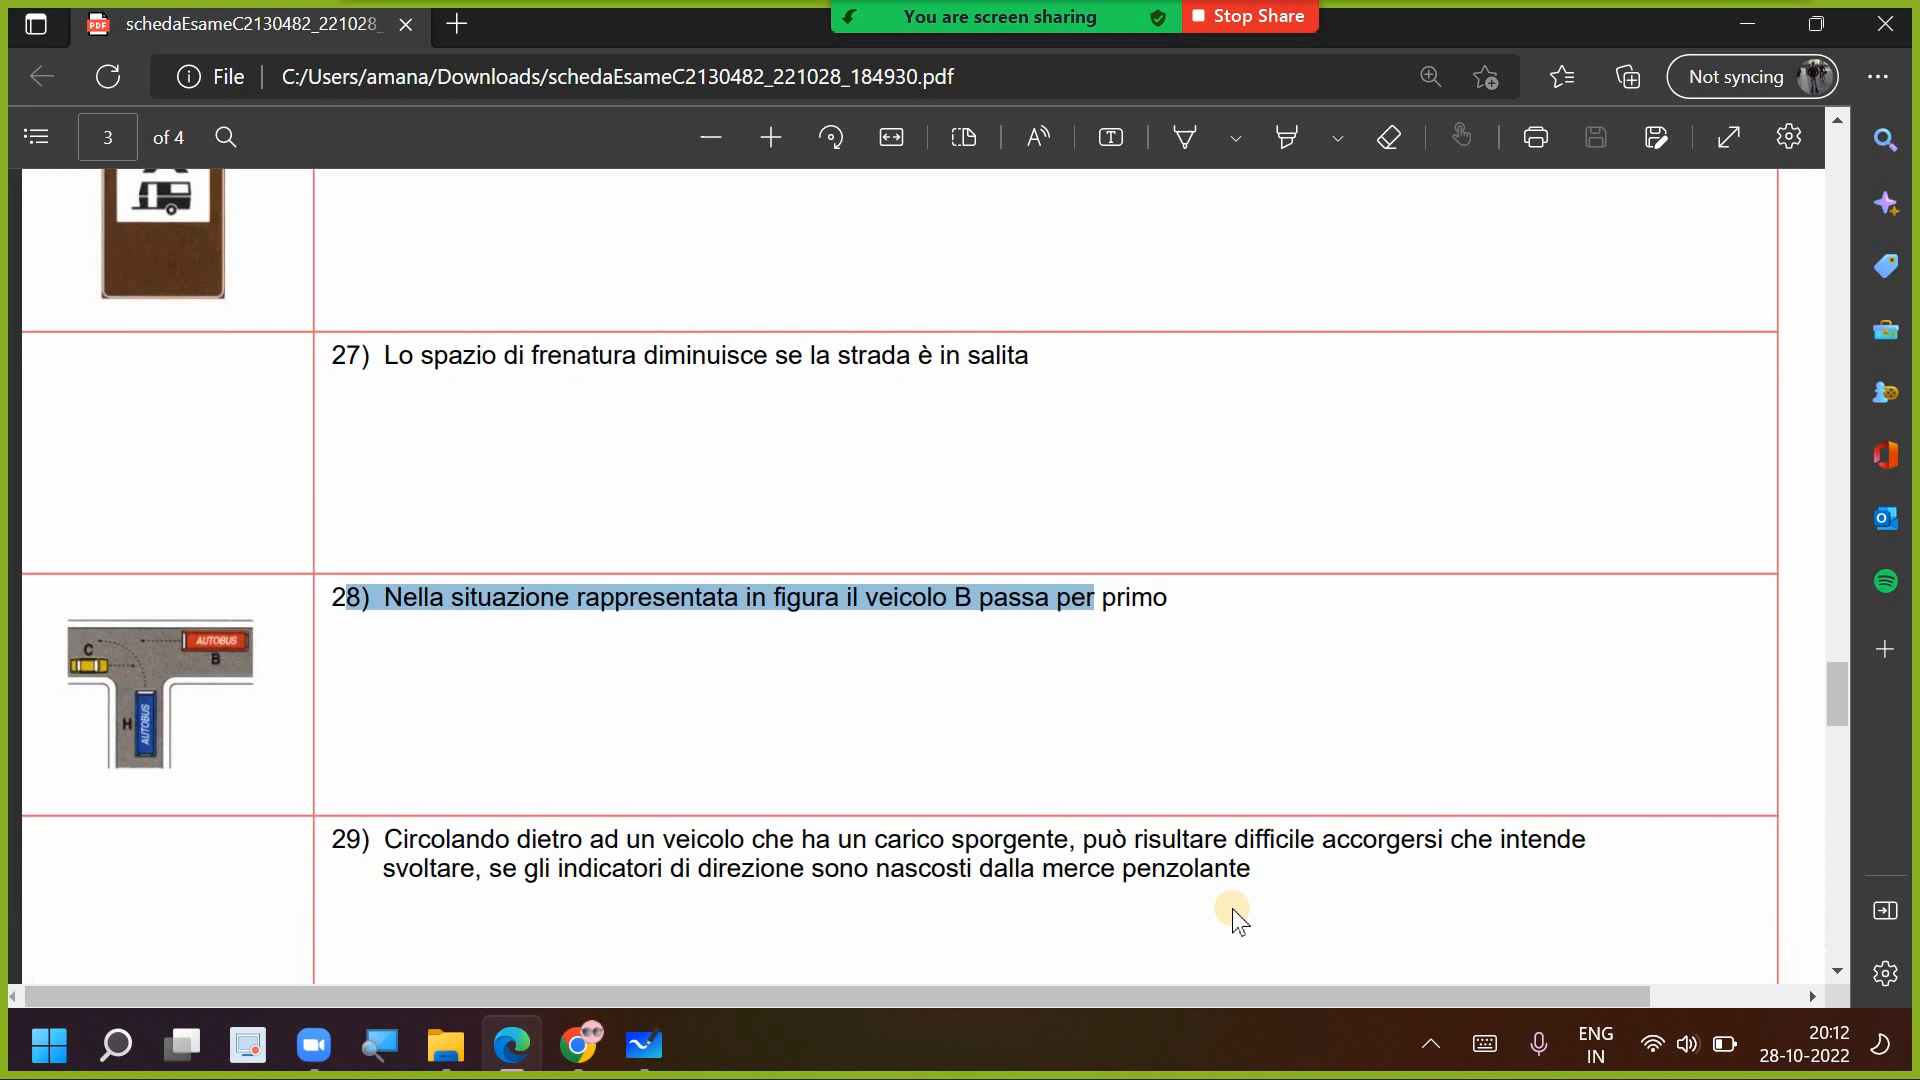 schedaEsameC2130482_221028_
You are screen sharing
Stop Share
File
C:/Users/amana/Downloads/schedaEsameC2130482_221028_184930.pdf
Not syncing
3 of 4
27) Lo spazio di frenatura diminuisce se la strada è in salita
28) Nella situazione rappresentata in figura il veicolo B passa per primo
C
AUTOBUS
B
H
AUTOBUS
29) Circolando dietro ad un veicolo che ha un carico sporgente, può risultare difficile accorgersi che intende
svoltare, se gli indicatori di direzione sono nascosti dalla merce penzolante
ENG
IN
20:12
28-10-2022